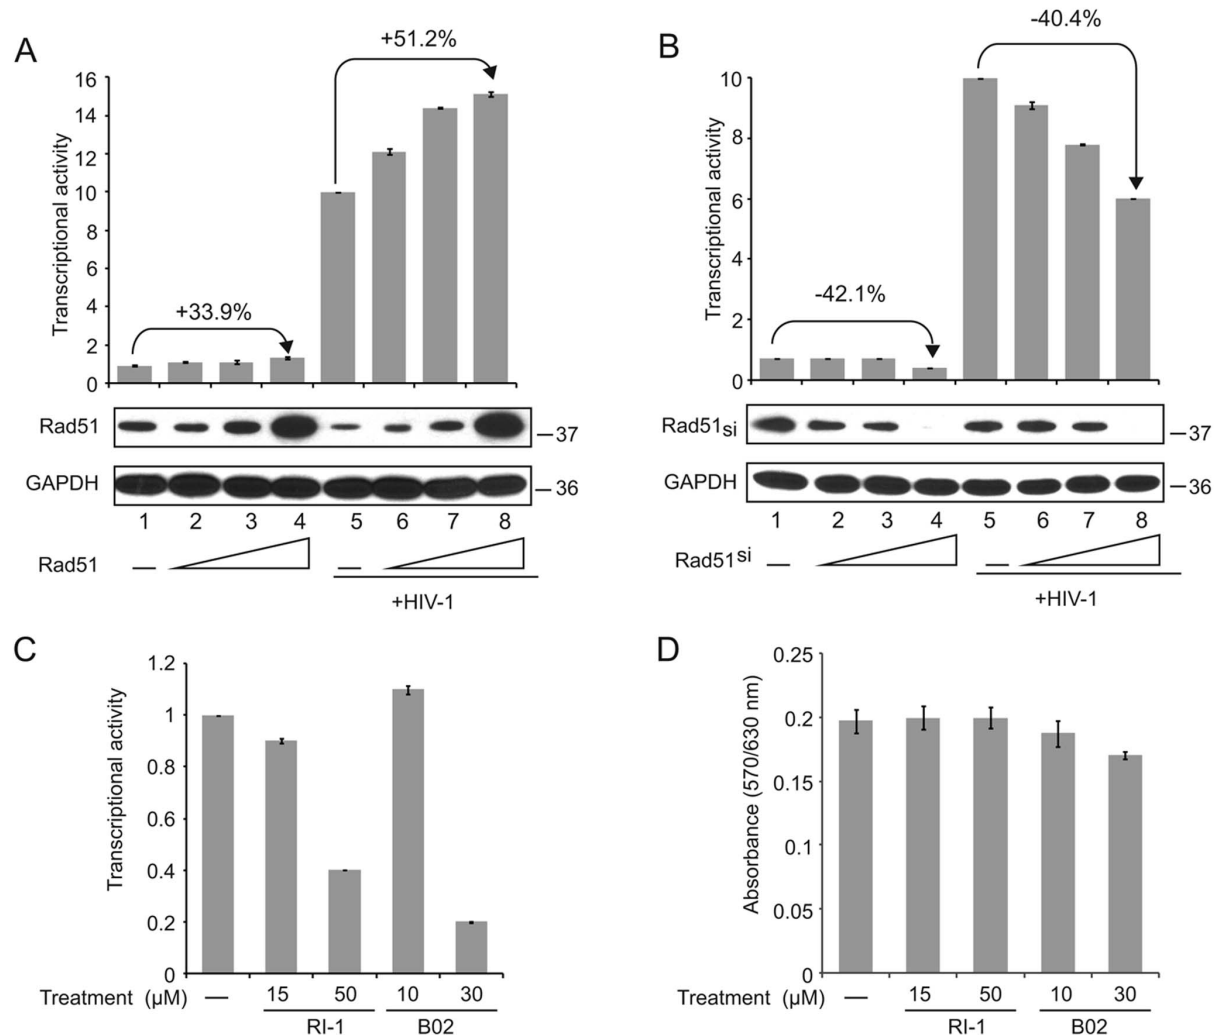 A
+51.2%
16
14
12
10
8
6
4
2
0
Transcriptional activity
+33.9%
Rad51
37
GAPDH
36
1 2 3 4 5 6 7 8
Rad51
+HIV-1
B
-40.4%
10
8
6
4
2
0
Transcriptional activity
-42.1%
Rad51si
37
GAPDH
36
1 2 3 4 5 6 7 8
Rad51si
+HIV-1
C
1.2
1
0.8
0.6
0.4
0.2
0
Transcriptional activity
Treatment (µM) — 15 50 10 30
RI-1 B02
D
0.25
0.2
0.15
0.1
0.05
0
Absorbance (570/630 nm)
Treatment (µM) — 15 50 10 30
RI-1 B02